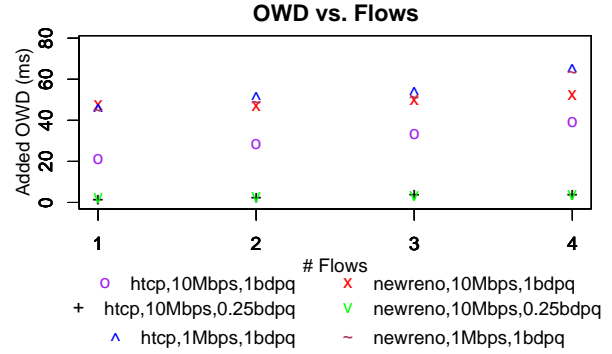 OWD vs. Flows
Added OWD (ms)
80
60
40
20
0
1 2 3 4
# Flows
o htcp,10Mbps,1bdpq x newreno,10Mbps,1bdpq
+ htcp,10Mbps,0.25bdpq v newreno,10Mbps,0.25bdpq
^ htcp,1Mbps,1bdpq ~ newreno,1Mbps,1bdpq